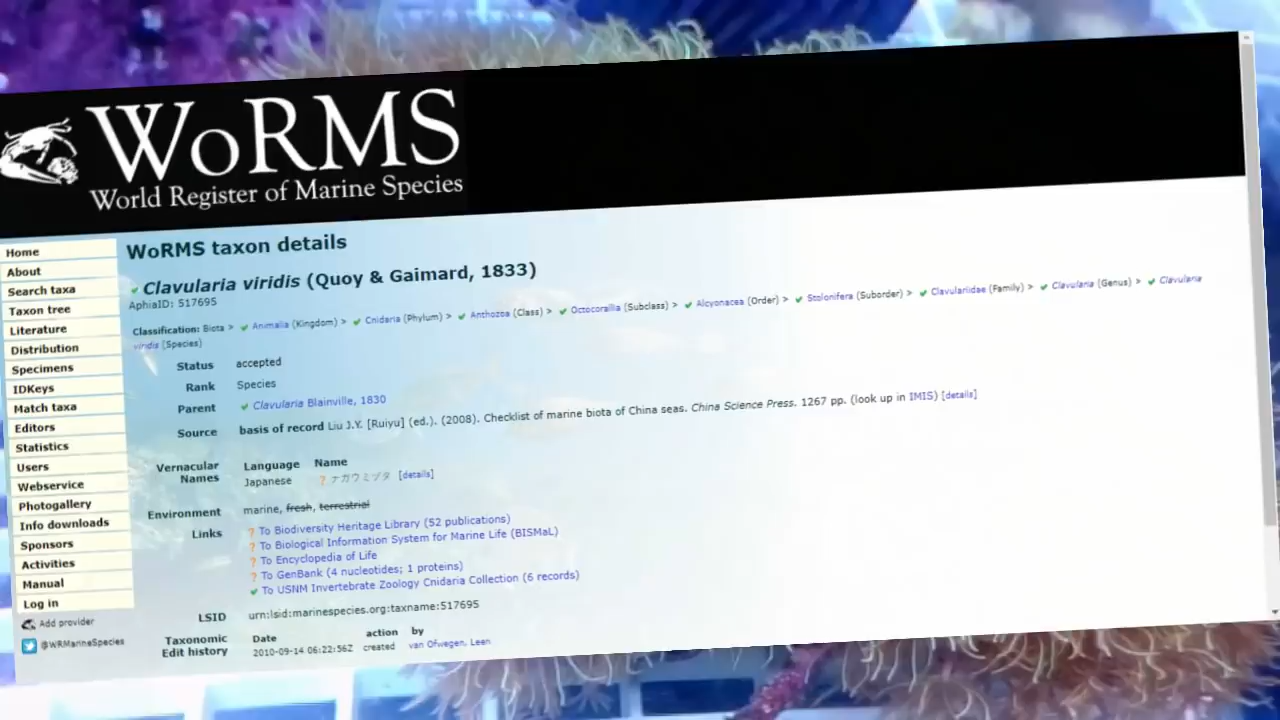 WoRMS
World Register of Marine Species
Home
About
Search taxa
Taxon tree
Literature
Distribution
Specimens
IDKeys
Match taxa
Editors
Statistics
Users
Webservice
Photogallery
Info downloads
Sponsors
Activities
Manual
Log in
Add provider
@WRMarineSpecies
WoRMS taxon details
Clavularia viridis (Quoy & Gaimard, 1833)
AphiaID: 517695
Classification: Biota > Animalia (Kingdom) > Cnidaria (Phylum) > Anthozoa (Class) > Octocorallia (Subclass) > Alcyonacea (Order) > Stolonifera (Suborder) > Clavulariidae (Family) > Clavularia (Genus) > Clavularia
viridis (Species)
Status accepted
Rank Species
Parent Clavularia Blainville, 1830
Source basis of record Liu J.Y. [Ruiyu] (ed.). (2008). Checklist of marine biota of China seas. China Science Press. 1267 pp. (look up in IMIS) [details]
Vernacular Names
Language Name
Japanese ? ナガウミヅタ [details]
Environment marine, fresh, terrestrial
Links ? To Biodiversity Heritage Library (52 publications)
? To Biological Information System for Marine Life (BISMaL)
? To Encyclopedia of Life
? To GenBank (4 nucleotides; 1 proteins)
To USNM Invertebrate Zoology Cnidaria Collection (6 records)
LSID urn:lsid:marinespecies.org:taxname:517695
Taxonomic Edit history
Date action by
2010-09-14 06:22:56Z created van Ofwegen, Leen